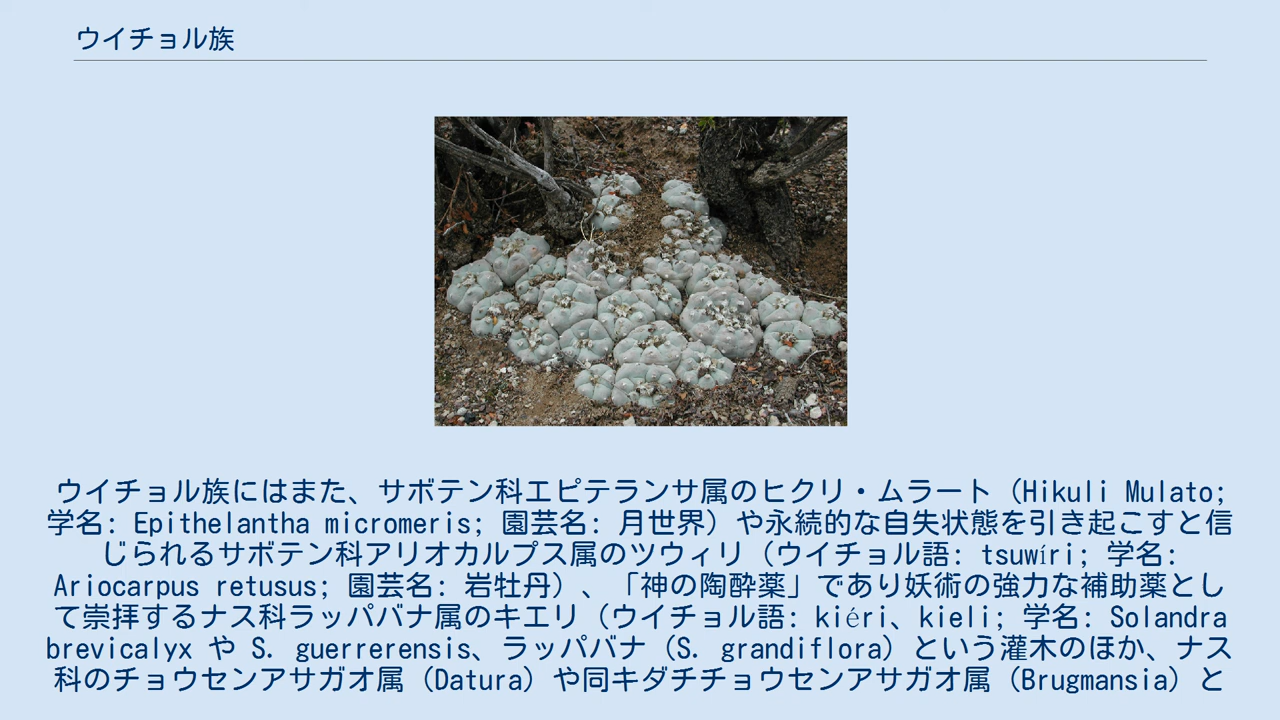 ウイチョル族
ウイチョル族にはまた、サボテン科エピテランサ属のヒクリ・ムラート（Hikuli Mulato;
学名: Epithelantha micromeris; 園芸名: 月世界）や永続的な自失状態を引き起こすと信
じられるサボテン科アリオカルプス属のツウィリ（ウイチョル語: tsuwíri; 学名:
Ariocarpus retusus; 園芸名: 岩牡丹）、「神の陶酔薬」であり妖術の強力な補助薬とし
て崇拝するナス科ラッパバナ属のキエリ（ウイチョル語: kiéri、kieli; 学名: Solandra
brevicalyx や S. guerrerensis、ラッパバナ（S. grandiflora）という灌木のほか、ナス
科のチョウセンアサガオ属（Datura）や同キダチチョウセンアサガオ属（Brugmansia）と